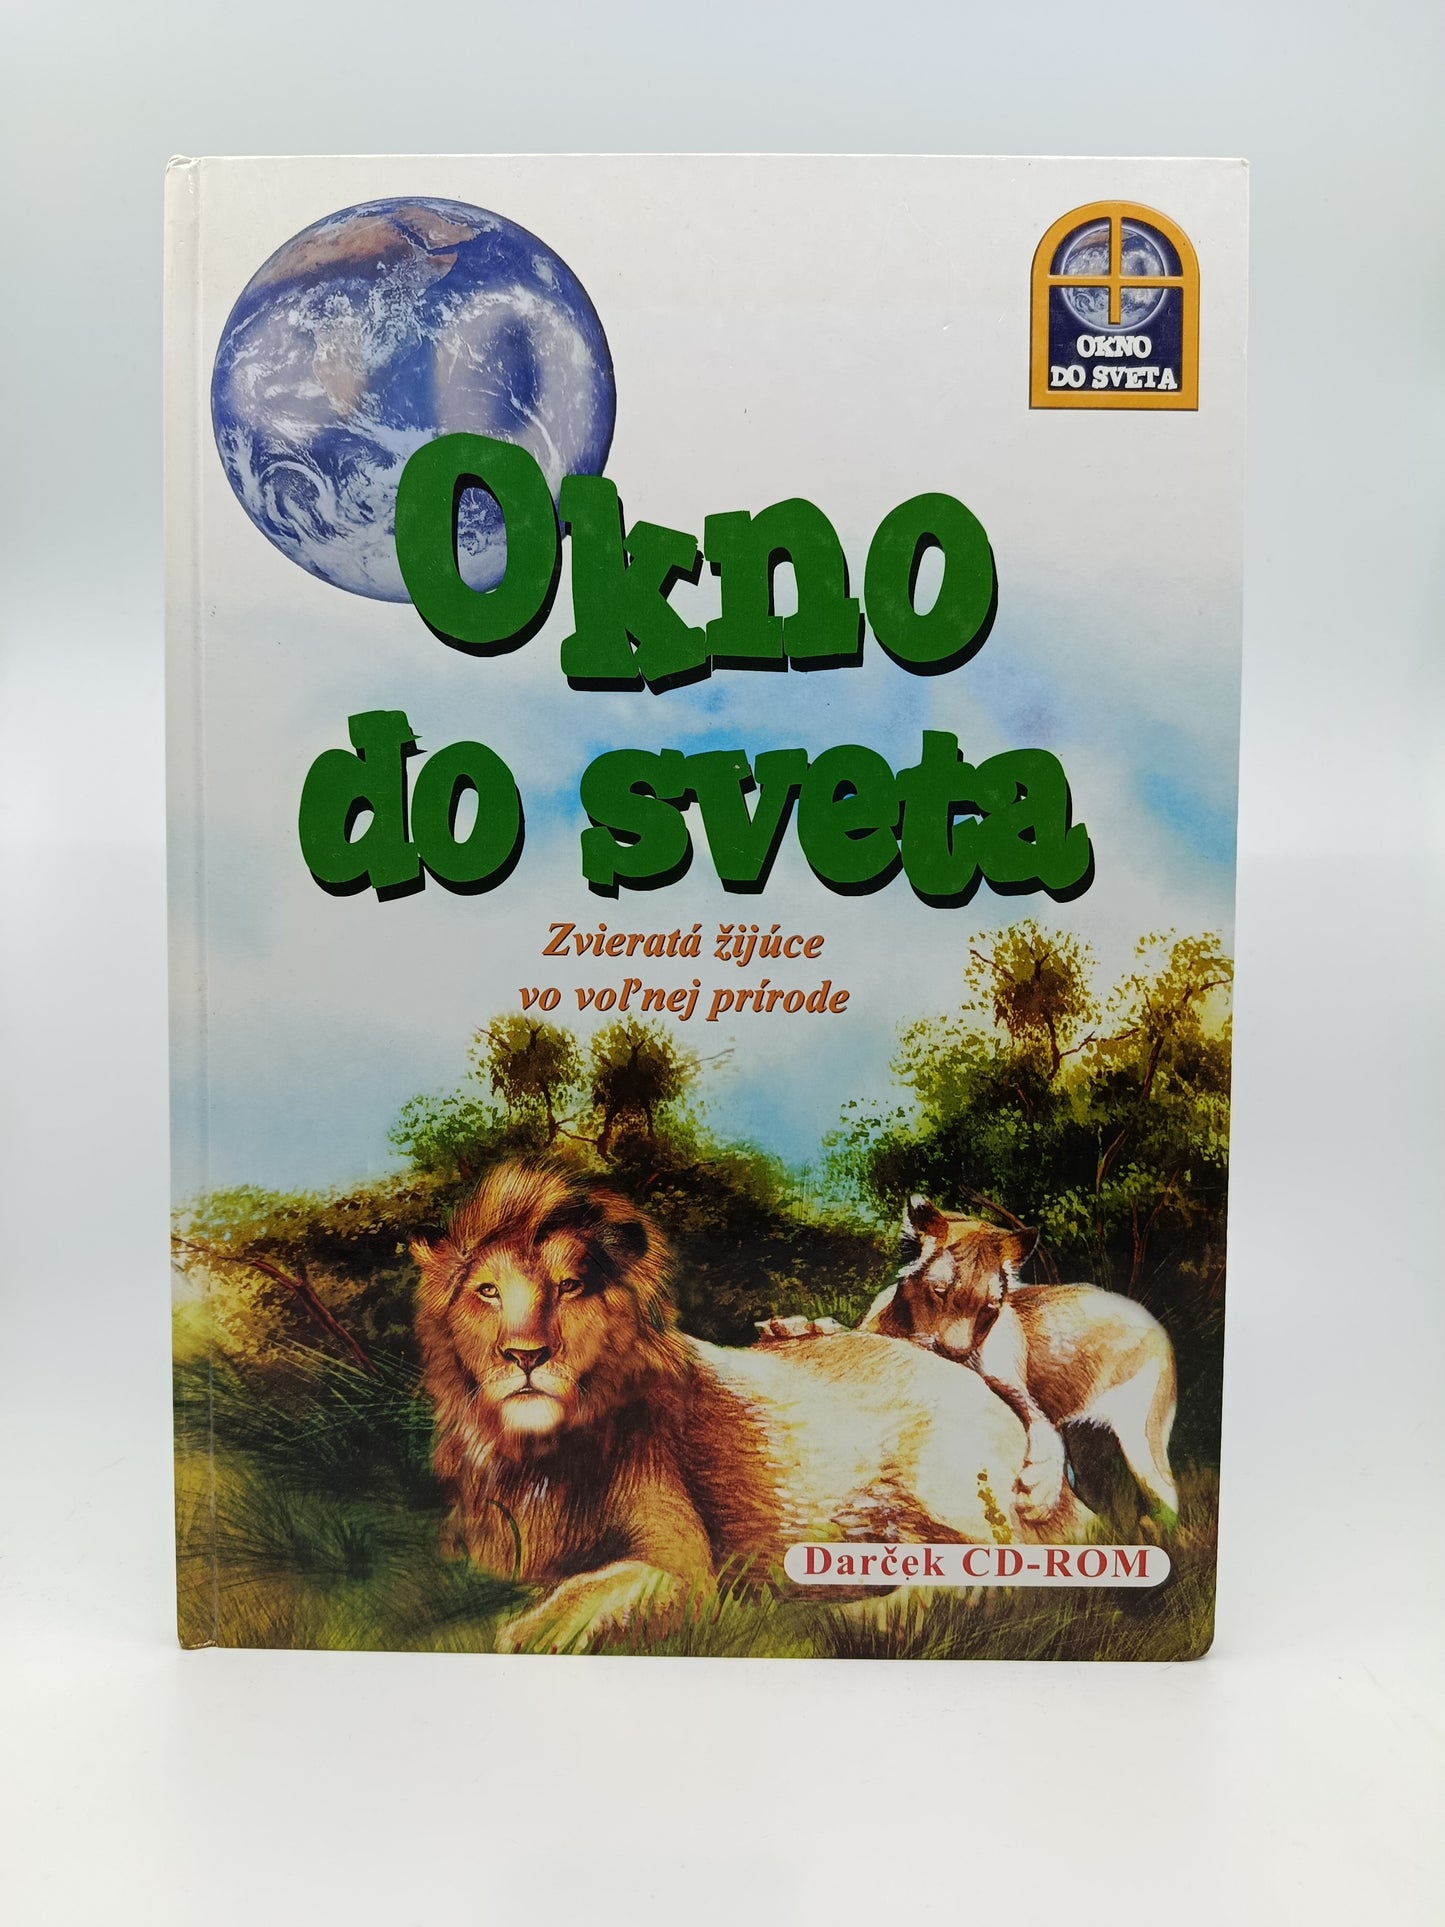 OKNO
DO SVETA
Okno
do sveta
Zvieratá žijúce
vo voľnej prírode
Darček CD-ROM